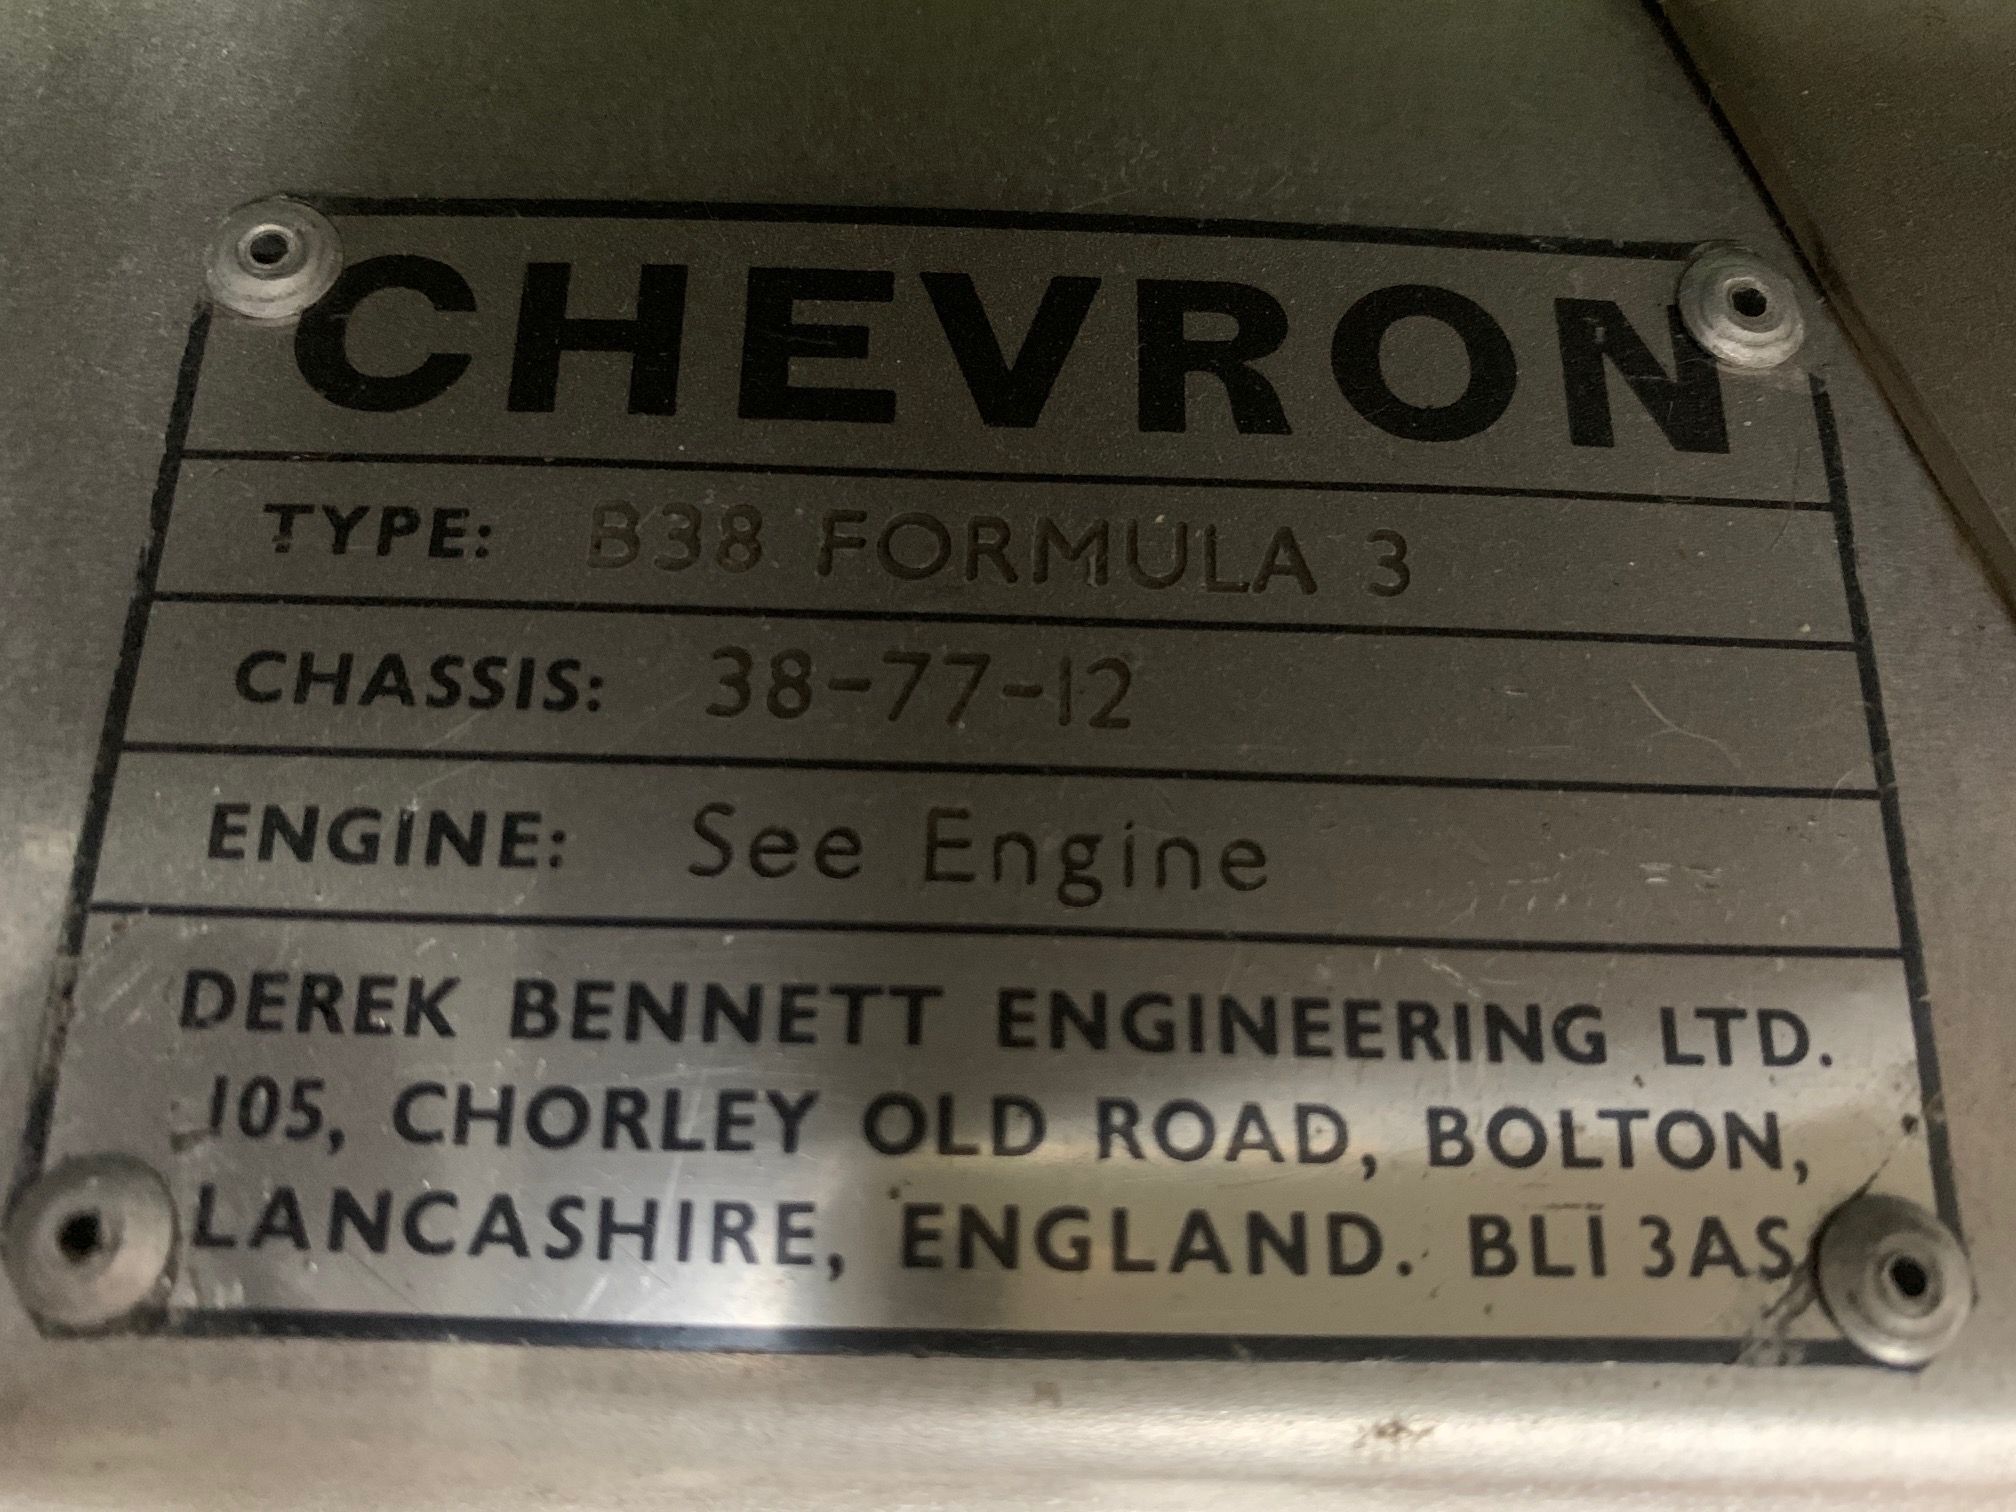 CHEVRON
TYPE: B38 FORMULA 3
CHASSIS: 38-77-12
ENGINE: See Engine
DEREK BENNETT ENGINEERING LTD.
105, CHORLEY OLD ROAD, BOLTON,
LANCASHIRE, ENGLAND. BL1 3AS